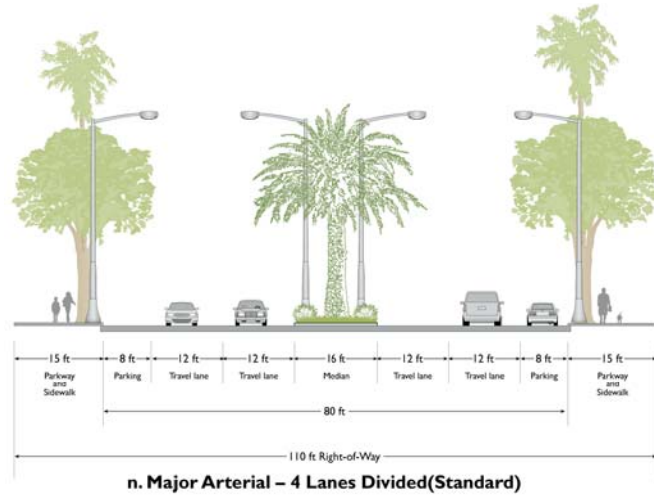 15 ft 8 ft 12 ft 12 ft 16 ft 12 ft 12 ft 8 ft 15 ft
Parkway and Sidewalk
Parking
Travel lane
Travel lane
Median
Travel lane
Travel lane
Parking
Parkway and Sidewalk
80 ft
110 ft Right-of-Way
n. Major Arterial – 4 Lanes Divided(Standard)